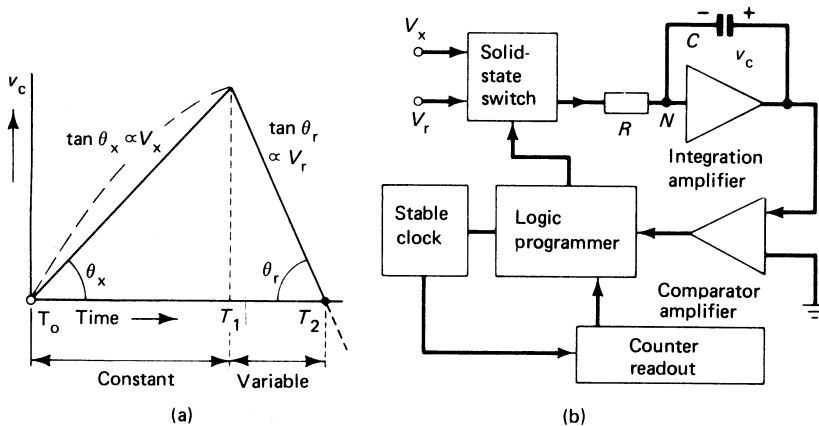 v_c
tan θ_x ∝ V_x
tan θ_r
∝ V_r
θ_x
θ_r
T_o
Time
T_1
T_2
Constant
Variable
(a)
V_x
V_r
Solid-
state
switch
R
N
C
−
+
v_c
Integration
amplifier
Stable
clock
Logic
programmer
Comparator
amplifier
Counter
readout
(b)